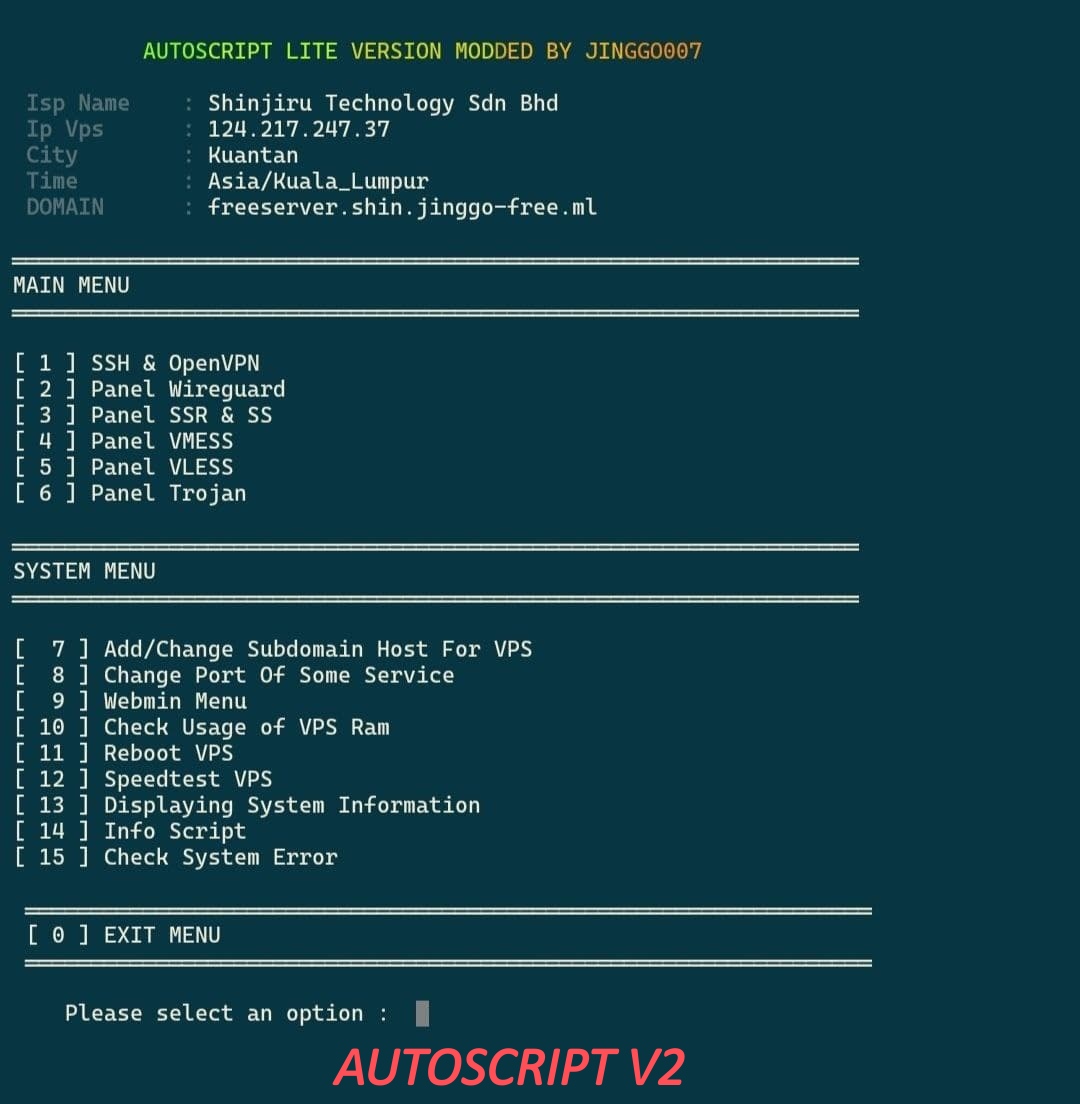 AUTOSCRIPT LITE VERSION MODDED BY JINGGO007
Isp Name : Shinjiru Technology Sdn Bhd
Ip Vps : 124.217.247.37
City : Kuantan
Time : Asia/Kuala_Lumpur
DOMAIN : freeserver.shin.jinggo-free.ml
MAIN MENU
[ 1 ] SSH & OpenVPN
[ 2 ] Panel Wireguard
[ 3 ] Panel SSR & SS
[ 4 ] Panel VMESS
[ 5 ] Panel VLESS
[ 6 ] Panel Trojan
SYSTEM MENU
[ 7 ] Add/Change Subdomain Host For VPS
[ 8 ] Change Port Of Some Service
[ 9 ] Webmin Menu
[ 10 ] Check Usage of VPS Ram
[ 11 ] Reboot VPS
[ 12 ] Speedtest VPS
[ 13 ] Displaying System Information
[ 14 ] Info Script
[ 15 ] Check System Error
[ 0 ] EXIT MENU
Please select an option :
AUTOSCRIPT V2